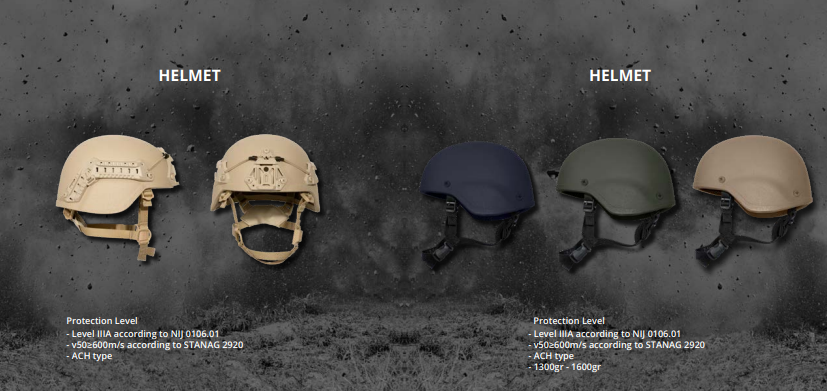 HELMET
Protection Level
- Level IIIA according to NIJ 0106.01
- v50≥600m/s according to STANAG 2920
- ACH type
HELMET
Protection Level
- Level IIIA according to NIJ 0106.01
- v50≥600m/s according to STANAG 2920
- ACH type
- 1300gr - 1600gr